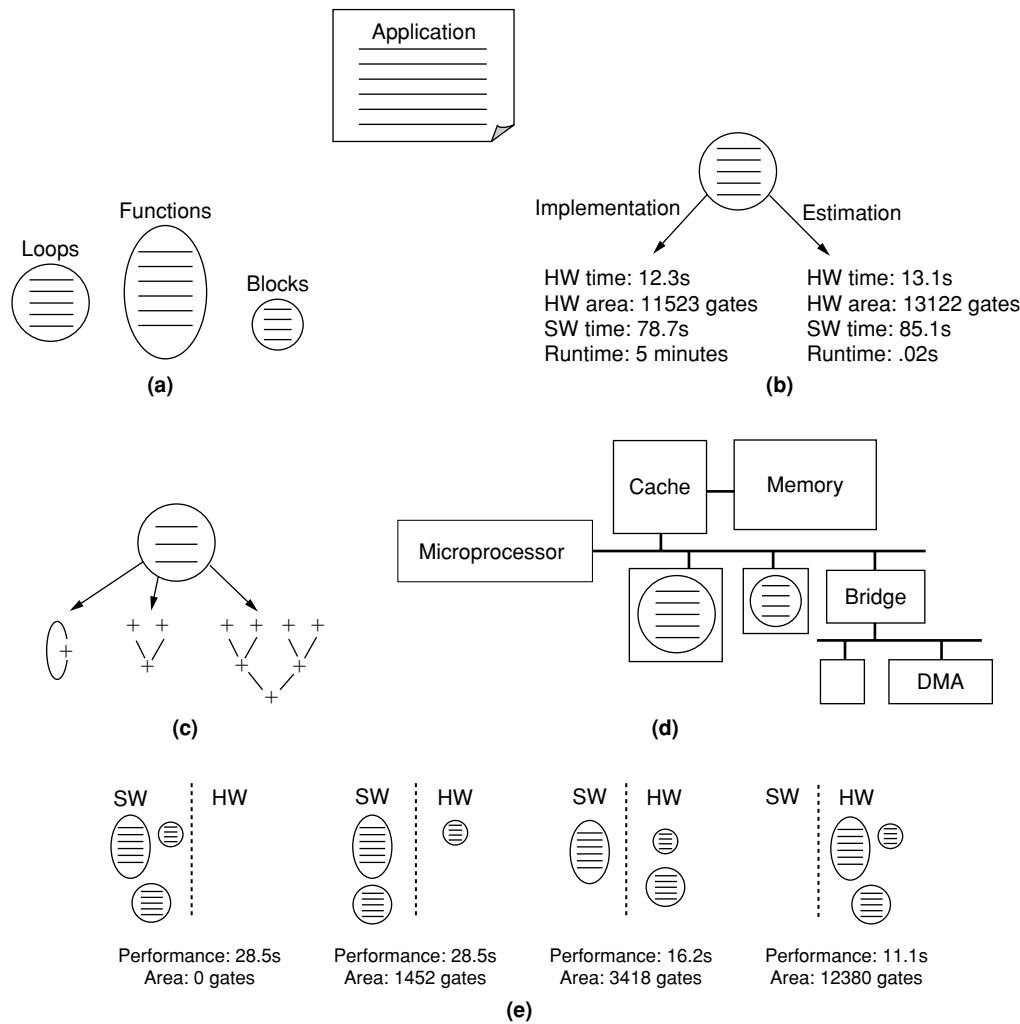 Application
Functions
Loops
Blocks
(a)
Implementation
Estimation
HW time: 12.3s
HW area: 11523 gates
SW time: 78.7s
Runtime: 5 minutes
HW time: 13.1s
HW area: 13122 gates
SW time: 85.1s
Runtime: .02s
(b)
+
+ +
+
+ + + +
+ +
+
(c)
Cache
Memory
Microprocessor
Bridge
DMA
(d)
SW HW
Performance: 28.5s
Area: 0 gates
SW HW
Performance: 28.5s
Area: 1452 gates
SW HW
Performance: 16.2s
Area: 3418 gates
SW HW
Performance: 11.1s
Area: 12380 gates
(e)